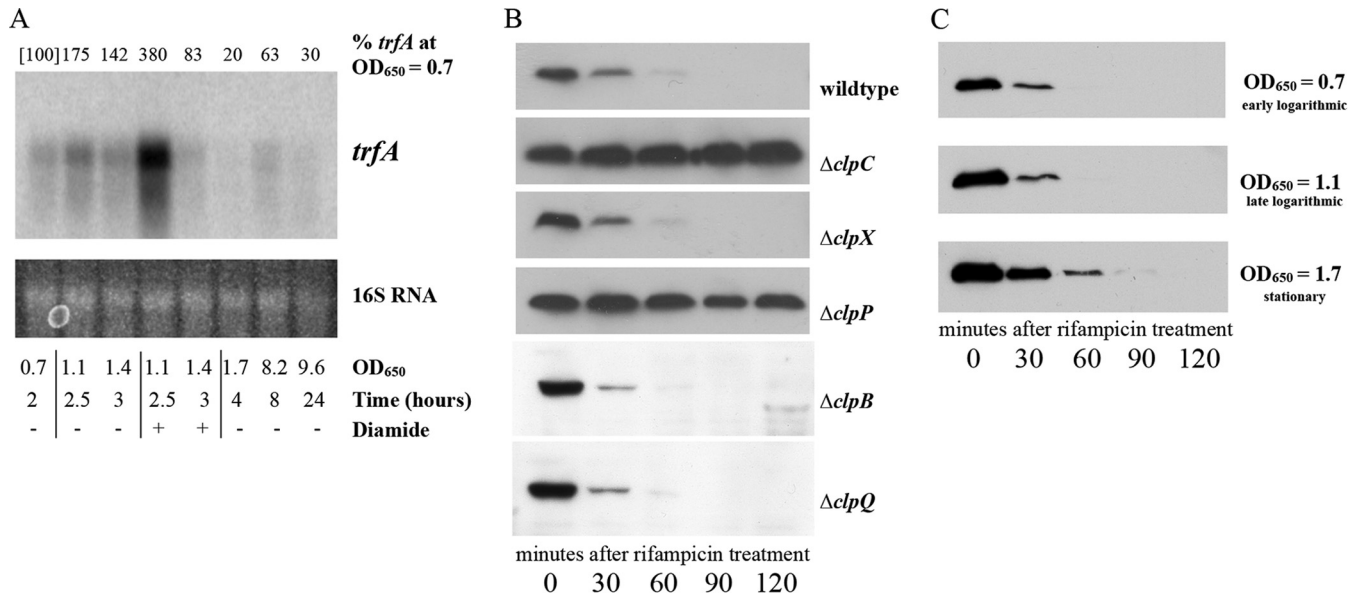 A
[100] 175 142 380 83 20 63 30
% trfA at
OD650 = 0.7
trfA
16S RNA
0.7 1.1 1.4 1.1 1.4 1.7 8.2 9.6 OD650
2 2.5 3 2.5 3 4 8 24 Time (hours)
- - - + + - - - Diamide
B
wildtype
ΔclpC
ΔclpX
ΔclpP
ΔclpB
ΔclpQ
minutes after rifampicin treatment
0 30 60 90 120
C
OD650 = 0.7
early logarithmic
OD650 = 1.1
late logarithmic
OD650 = 1.7
stationary
minutes after rifampicin treatment
0 30 60 90 120